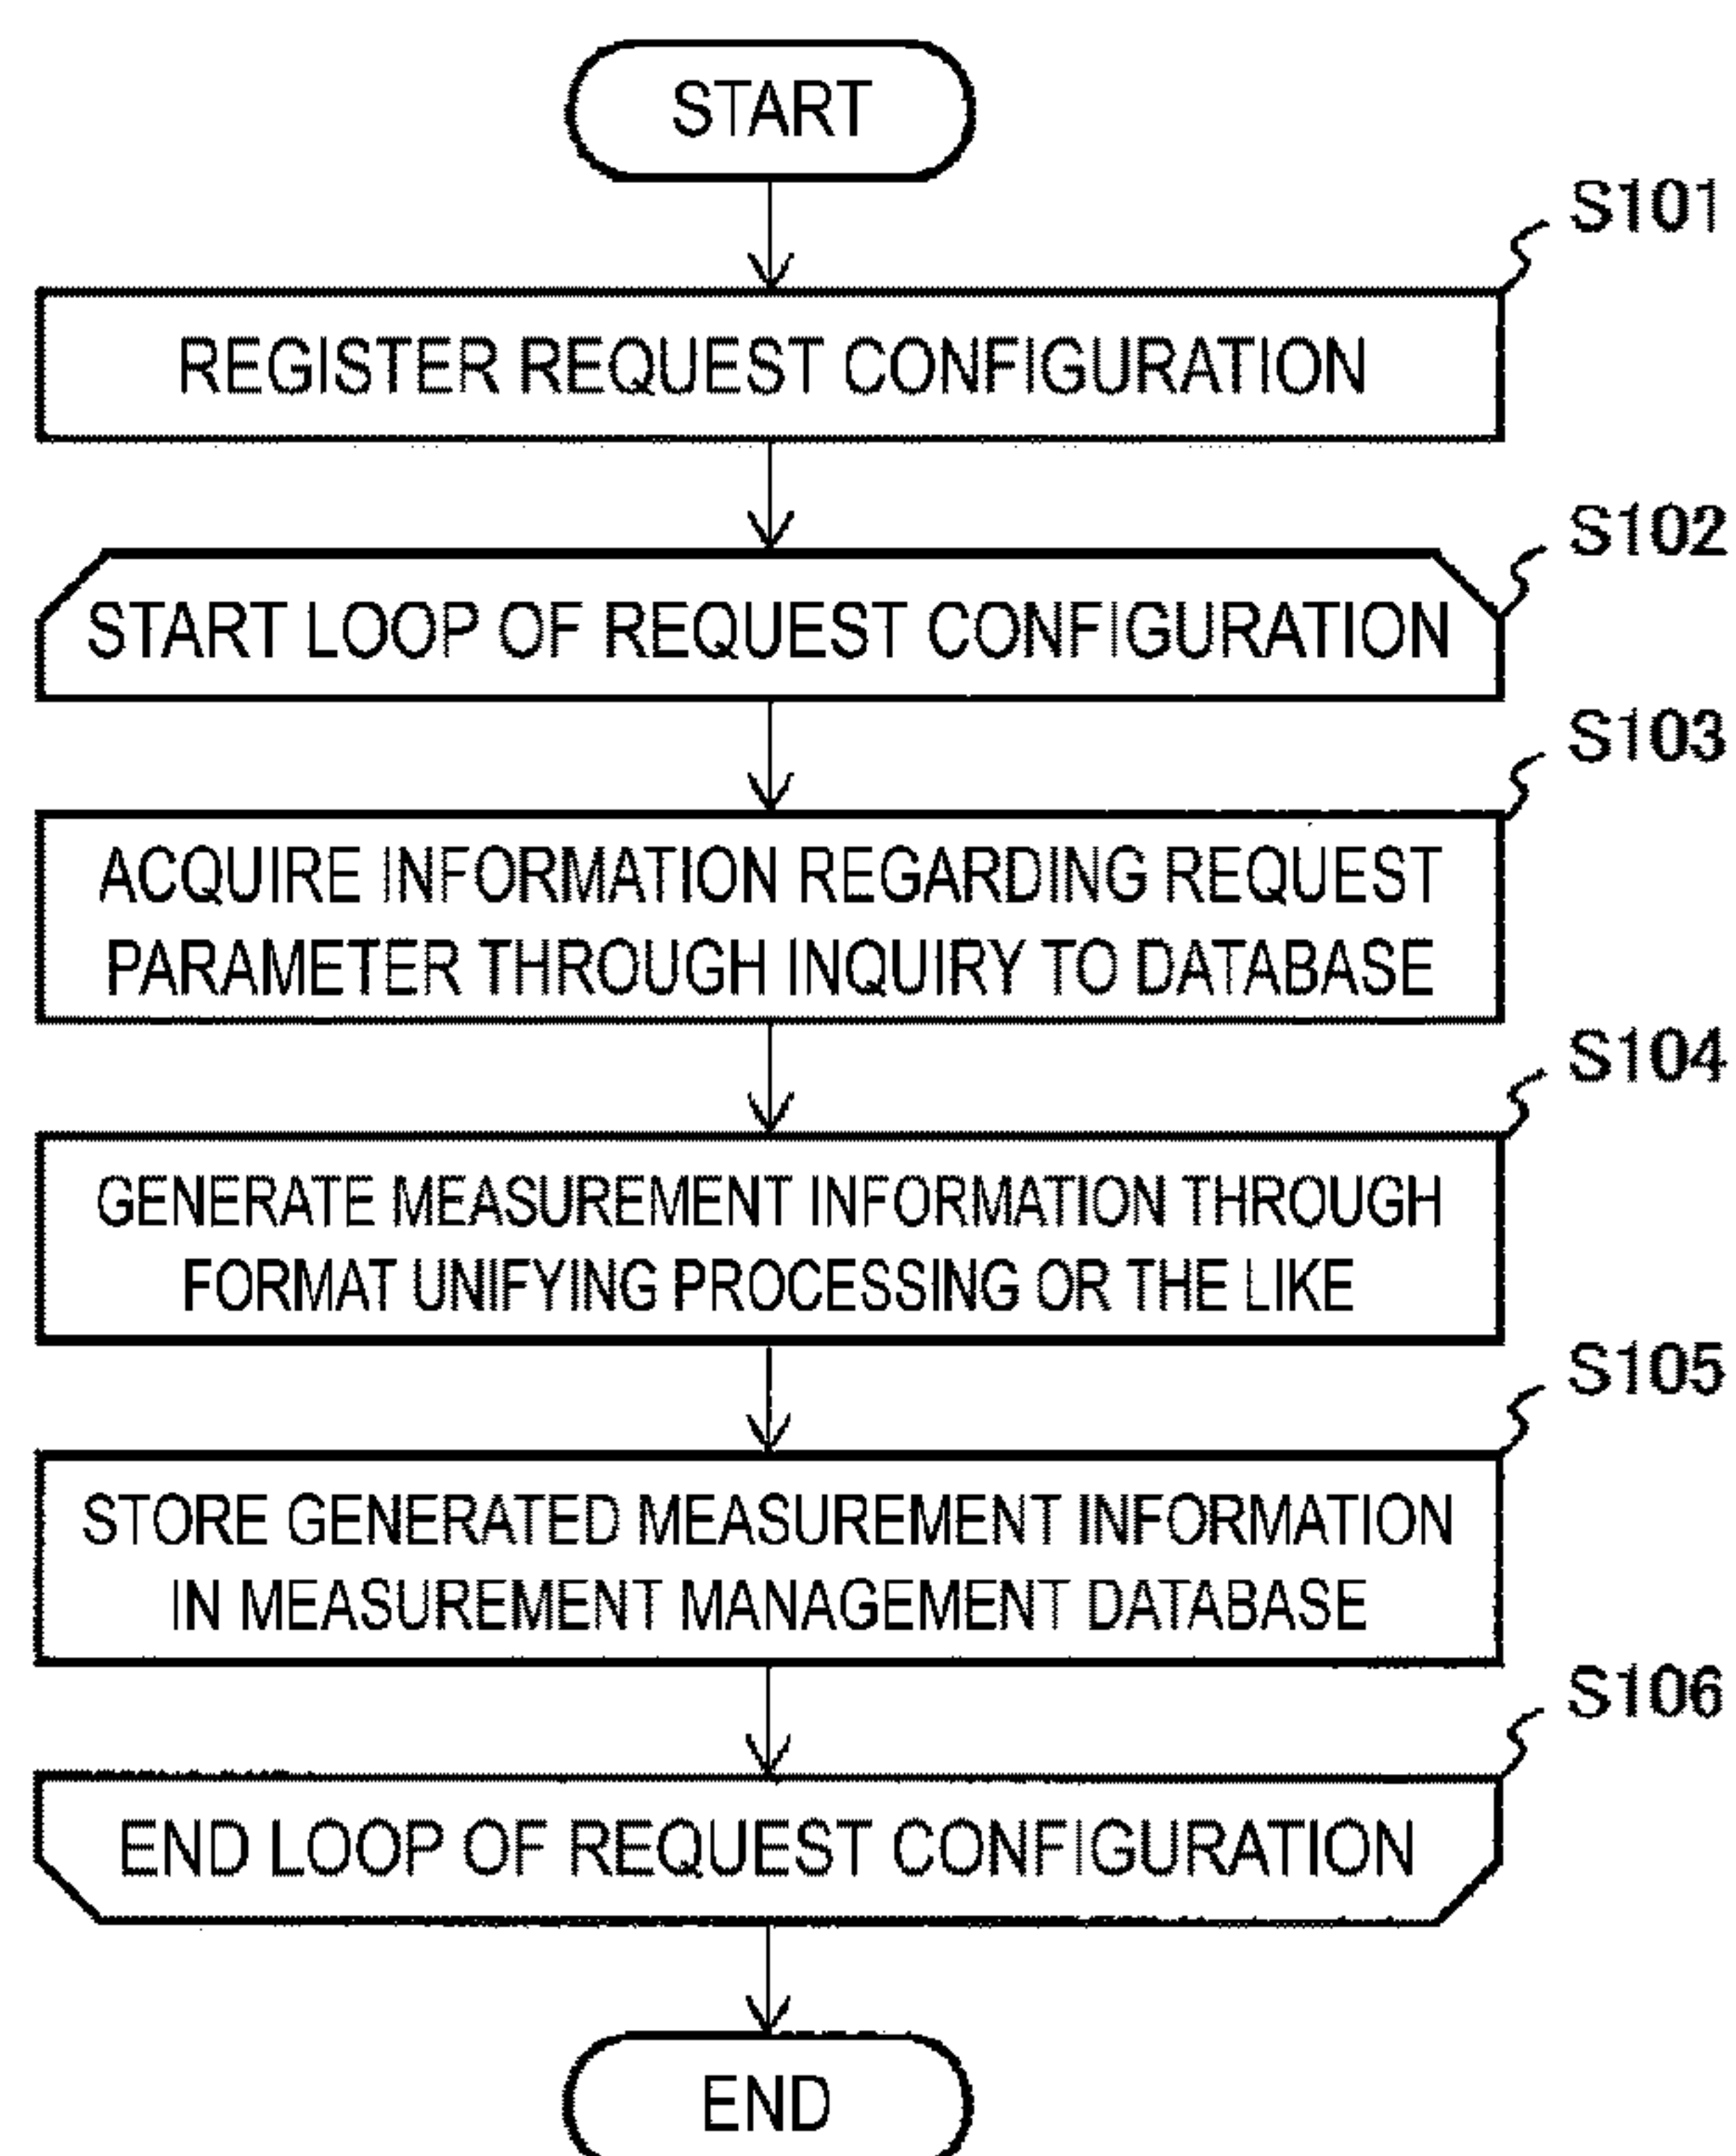 START
S101
REGISTER REQUEST CONFIGURATION
S102
START LOOP OF REQUEST CONFIGURATION
S103
ACQUIRE INFORMATION REGARDING REQUEST
PARAMETER THROUGH INQUIRY TO DATABASE
S104
GENERATE MEASUREMENT INFORMATION THROUGH
FORMAT UNIFYING PROCESSING OR THE LIKE
S105
STORE GENERATED MEASUREMENT INFORMATION
IN MEASUREMENT MANAGEMENT DATABASE
S106
END LOOP OF REQUEST CONFIGURATION
END